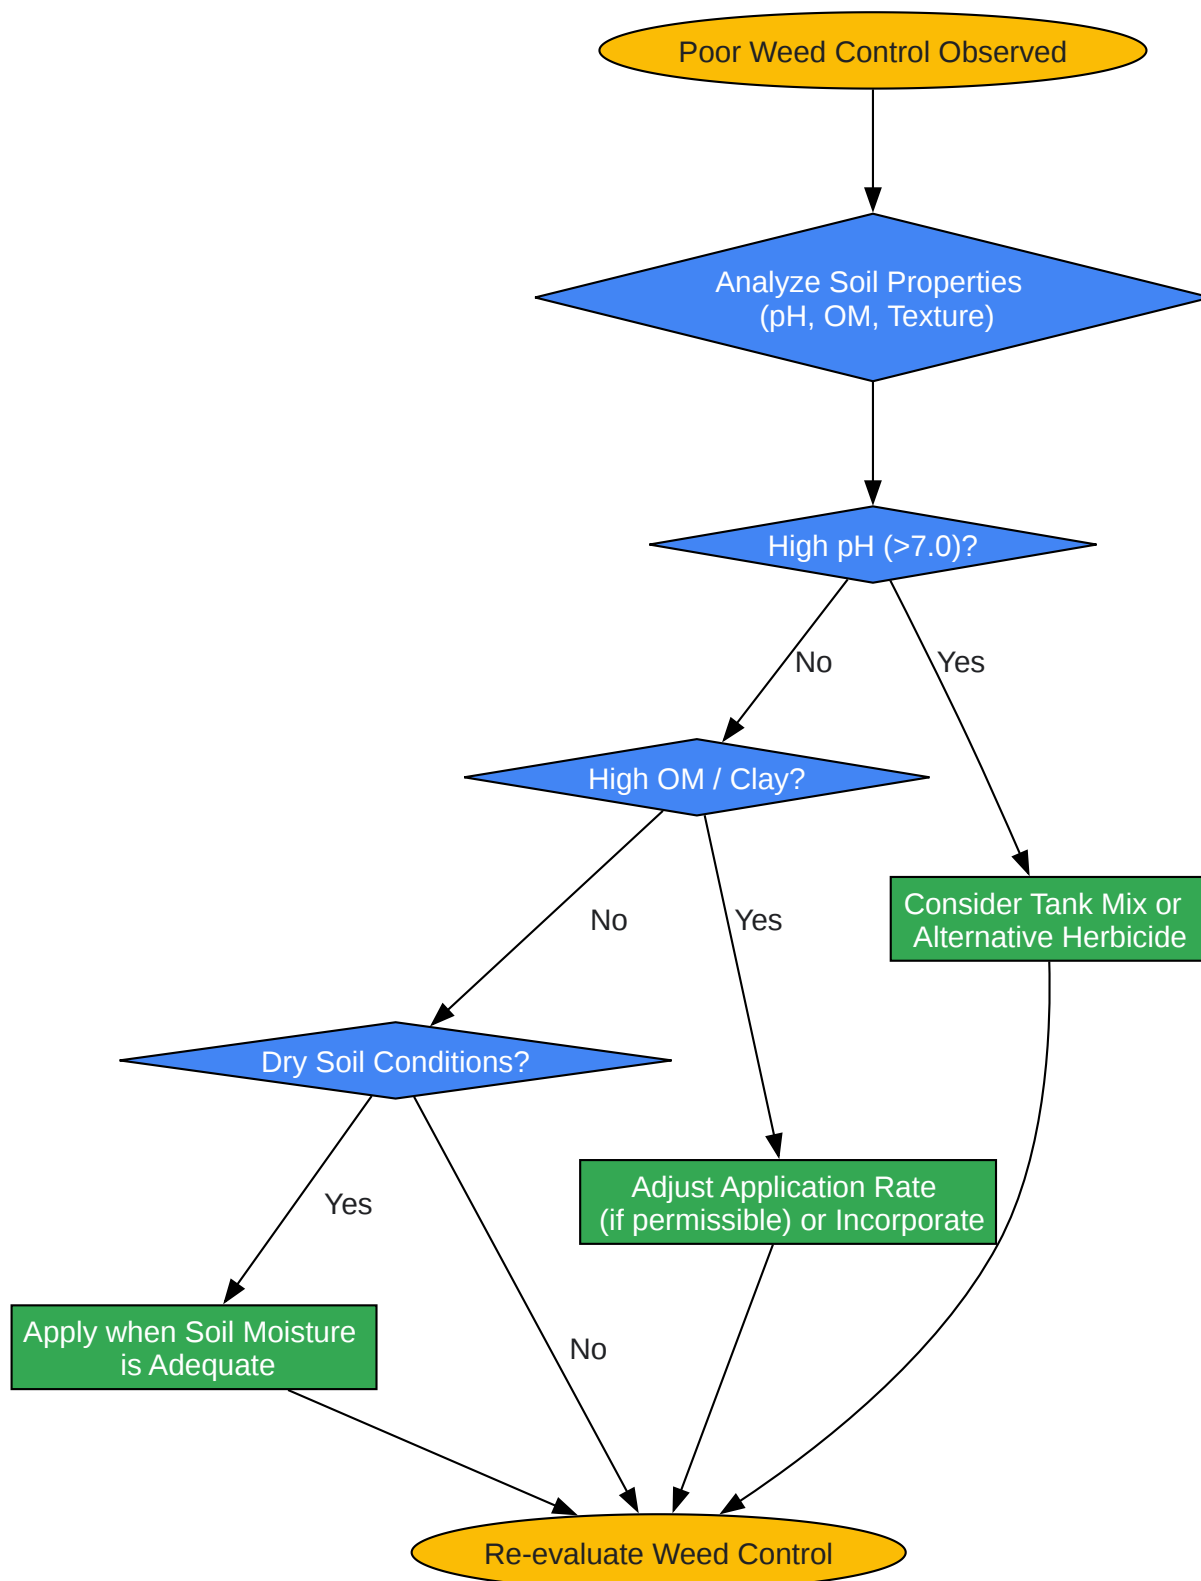 Poor Weed Control Observed
Analyze Soil Properties
(pH, OM, Texture)
High pH (>7.0)?
No
Yes
High OM / Clay?
No
Yes
Consider Tank Mix or
Alternative Herbicide
Dry Soil Conditions?
Yes
No
Adjust Application Rate
(if permissible) or Incorporate
Apply when Soil Moisture
is Adequate
Re-evaluate Weed Control